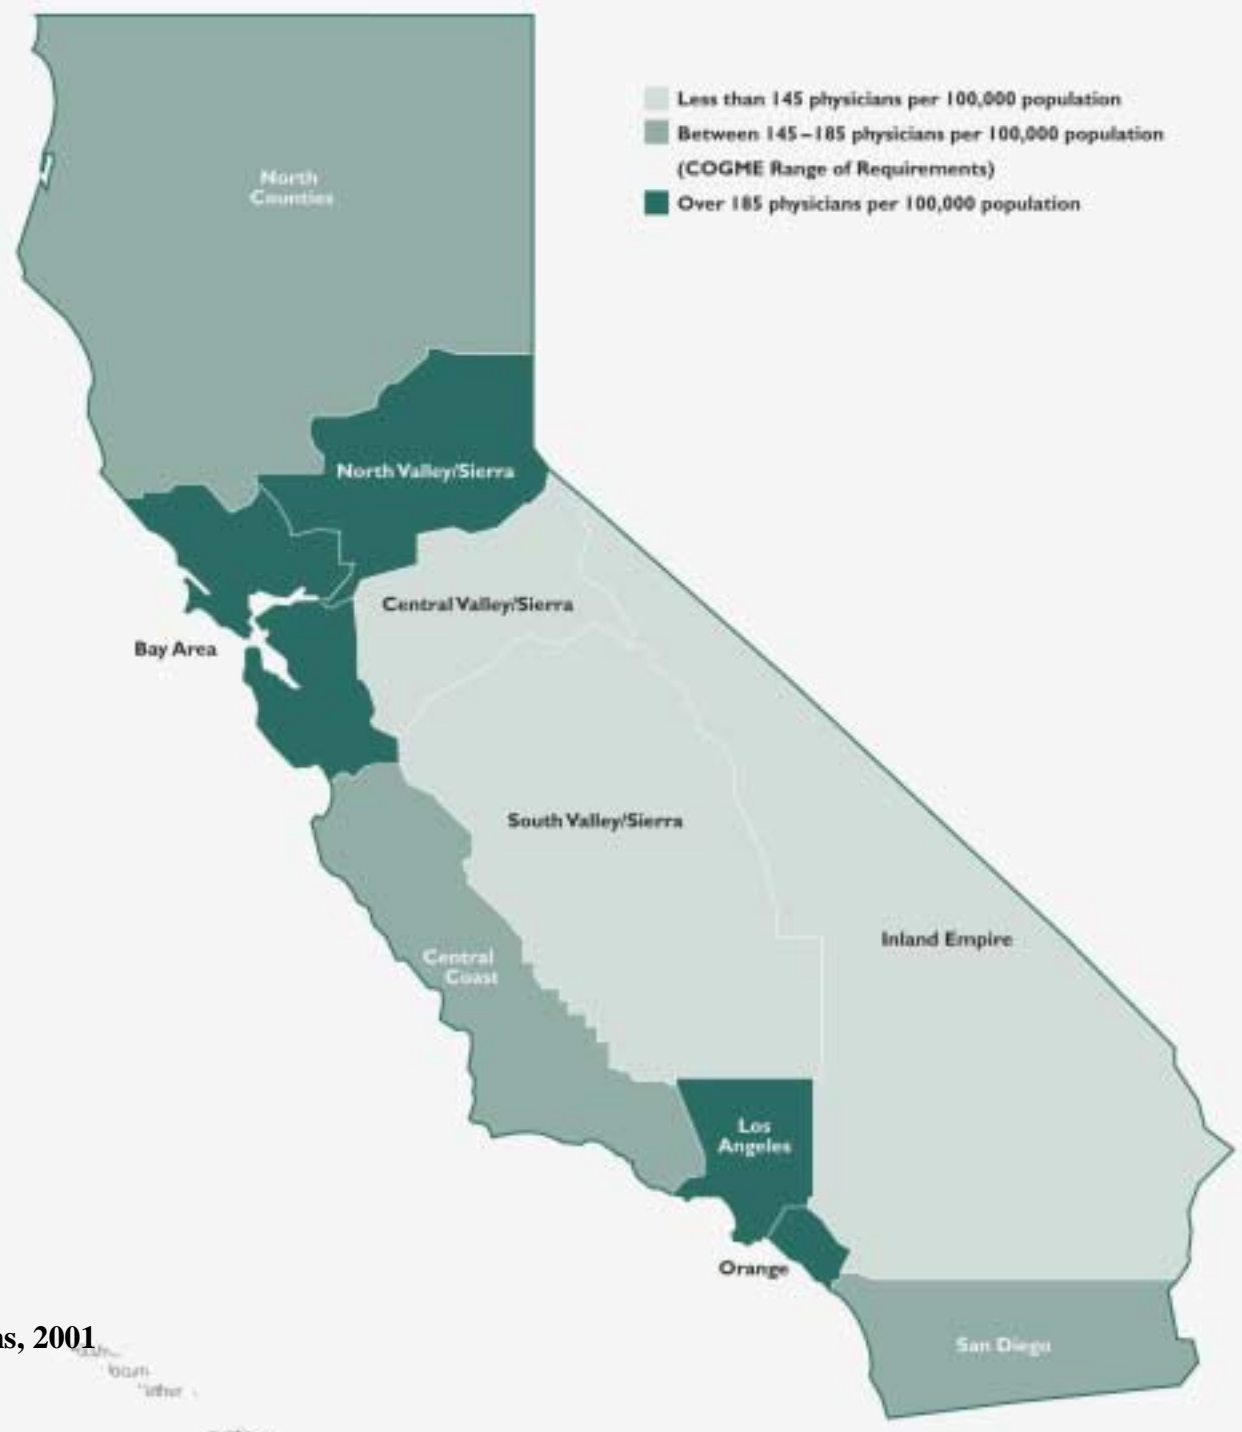 Less than 145 physicians per 100,000 population
Between 145–185 physicians per 100,000 population
(COGME Range of Requirements)
Over 185 physicians per 100,000 population
North
Counties
North Valley/Sierra
Central Valley/Sierra
Bay Area
South Valley/Sierra
Inland Empire
Central
Coast
Los
Angeles
Orange
San Diego
2001